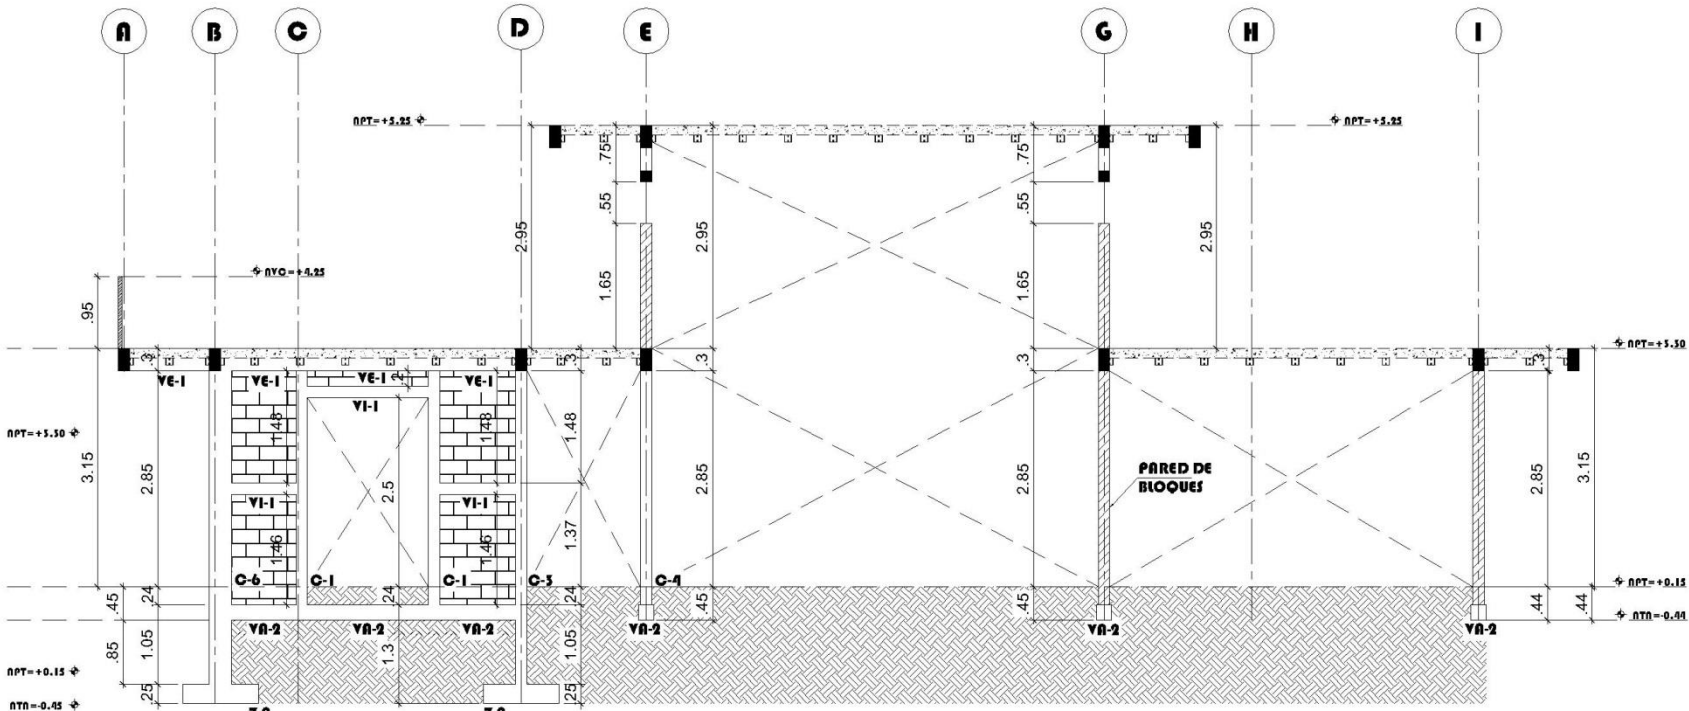 A B C D E G H I
NPT=+5.25
NPT=+5.25
.75
.75
.55
.55
2.95
2.95
2.95
1.65
1.65
NVC=+4.25
.95
NPT=+3.30
.3
.3
.3
.3
.3
VE-1
VE-1
VE-1
VE-1
.2
VI-1
1.48
1.48
1.48
NPT=+3.30
3.15
2.85
2.5
2.85
2.85
2.85
3.15
PARED DE
BLOQUES
VI-1
VI-1
1.46
1.46
1.37
C-6
C-1
C-1
C-3
C-4
NPT=+0.15
.45
.24
.24
.24
.45
.45
.44
.44
NTN=-0.44
VA-2
VA-2
VA-2
VA-2
VA-2
VA-2
.85
1.05
1.3
1.05
NPT=+0.15
.25
.25
NTN=-0.45